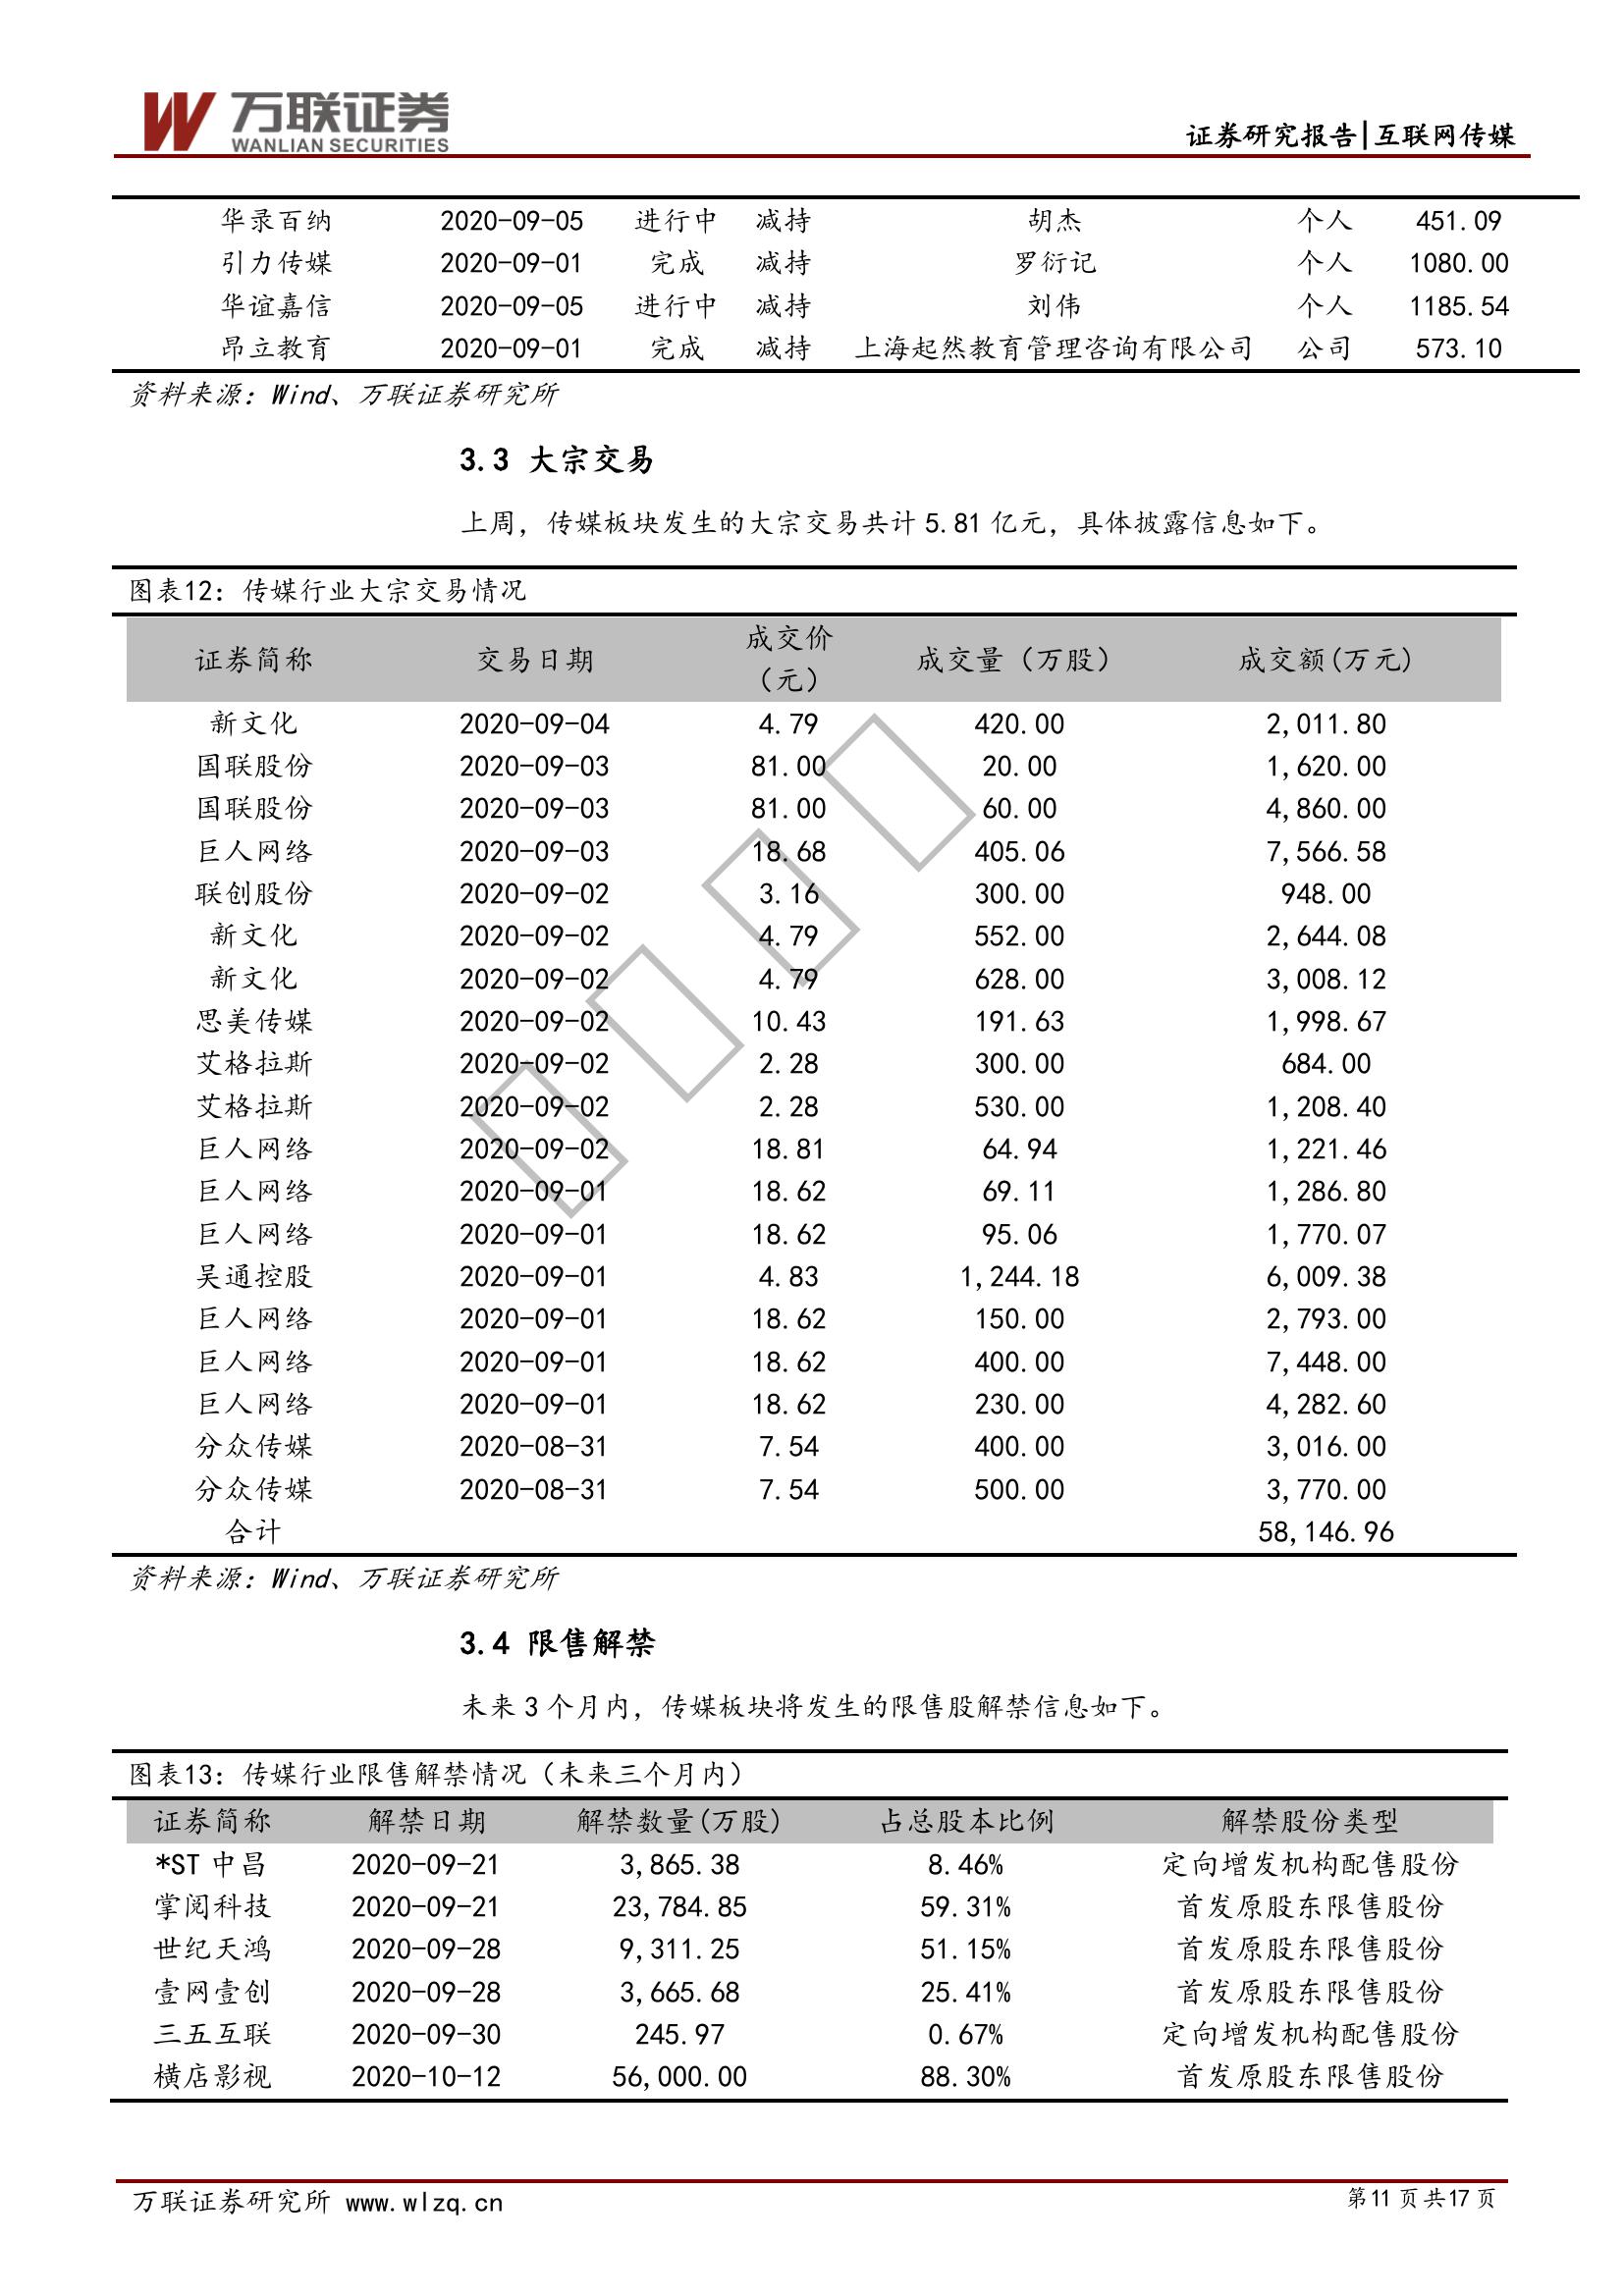 万联证券
WANLIAN SECURITIES
证券研究报告|互联网传媒
华录百纳 2020-09-05 进行中 减持 胡杰 个人 451.09
引力传媒 2020-09-01 完成 减持 罗衍记 个人 1080.00
华谊嘉信 2020-09-05 进行中 减持 刘伟 个人 1185.54
昂立教育 2020-09-01 完成 减持 上海起然教育管理咨询有限公司 公司 573.10
资料来源：Wind、万联证券研究所
3.3 大宗交易
上周，传媒板块发生的大宗交易共计 5.81 亿元，具体披露信息如下。
图表12：传媒行业大宗交易情况
证券简称 交易日期 成交价（元） 成交量（万股） 成交额(万元)
新文化 2020-09-04 4.79 420.00 2,011.80
国联股份 2020-09-03 81.00 20.00 1,620.00
国联股份 2020-09-03 81.00 60.00 4,860.00
巨人网络 2020-09-03 18.68 405.06 7,566.58
联创股份 2020-09-02 3.16 300.00 948.00
新文化 2020-09-02 4.79 552.00 2,644.08
新文化 2020-09-02 4.79 628.00 3,008.12
思美传媒 2020-09-02 10.43 191.63 1,998.67
艾格拉斯 2020-09-02 2.28 300.00 684.00
艾格拉斯 2020-09-02 2.28 530.00 1,208.40
巨人网络 2020-09-02 18.81 64.94 1,221.46
巨人网络 2020-09-01 18.62 69.11 1,286.80
巨人网络 2020-09-01 18.62 95.06 1,770.07
吴通控股 2020-09-01 4.83 1,244.18 6,009.38
巨人网络 2020-09-01 18.62 150.00 2,793.00
巨人网络 2020-09-01 18.62 400.00 7,448.00
巨人网络 2020-09-01 18.62 230.00 4,282.60
分众传媒 2020-08-31 7.54 400.00 3,016.00
分众传媒 2020-08-31 7.54 500.00 3,770.00
合计 58,146.96
资料来源：Wind、万联证券研究所
3.4 限售解禁
未来 3 个月内，传媒板块将发生的限售股解禁信息如下。
图表13：传媒行业限售解禁情况（未来三个月内）
证券简称 解禁日期 解禁数量(万股) 占总股本比例 解禁股份类型
*ST 中昌 2020-09-21 3,865.38 8.46% 定向增发机构配售股份
掌阅科技 2020-09-21 23,784.85 59.31% 首发原股东限售股份
世纪天鸿 2020-09-28 9,311.25 51.15% 首发原股东限售股份
壹网壹创 2020-09-28 3,665.68 25.41% 首发原股东限售股份
三五互联 2020-09-30 245.97 0.67% 定向增发机构配售股份
横店影视 2020-10-12 56,000.00 88.30% 首发原股东限售股份
万联证券研究所 www.wlzq.cn 第11 页 共17 页